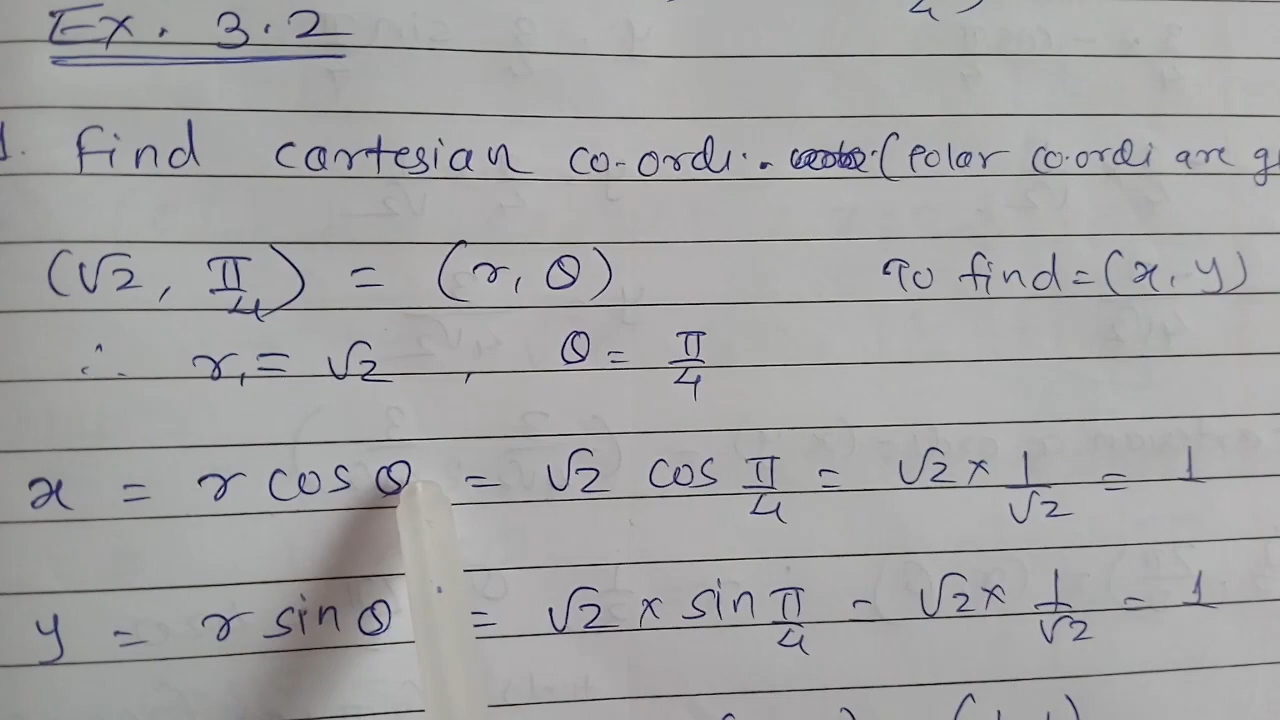 Ex. 3.2
1. Find cartesian co-ordi. (Polar co.ordi are g
(√2, π/4) = (r, θ) To find = (x, y)
∴ r, = √2 , θ = π/4
x = r cos θ = √2 cos π/4 = √2 × 1/√2 = 1
y = r sin θ = √2 × sin π/4 = √2 × 1/√2 = 1